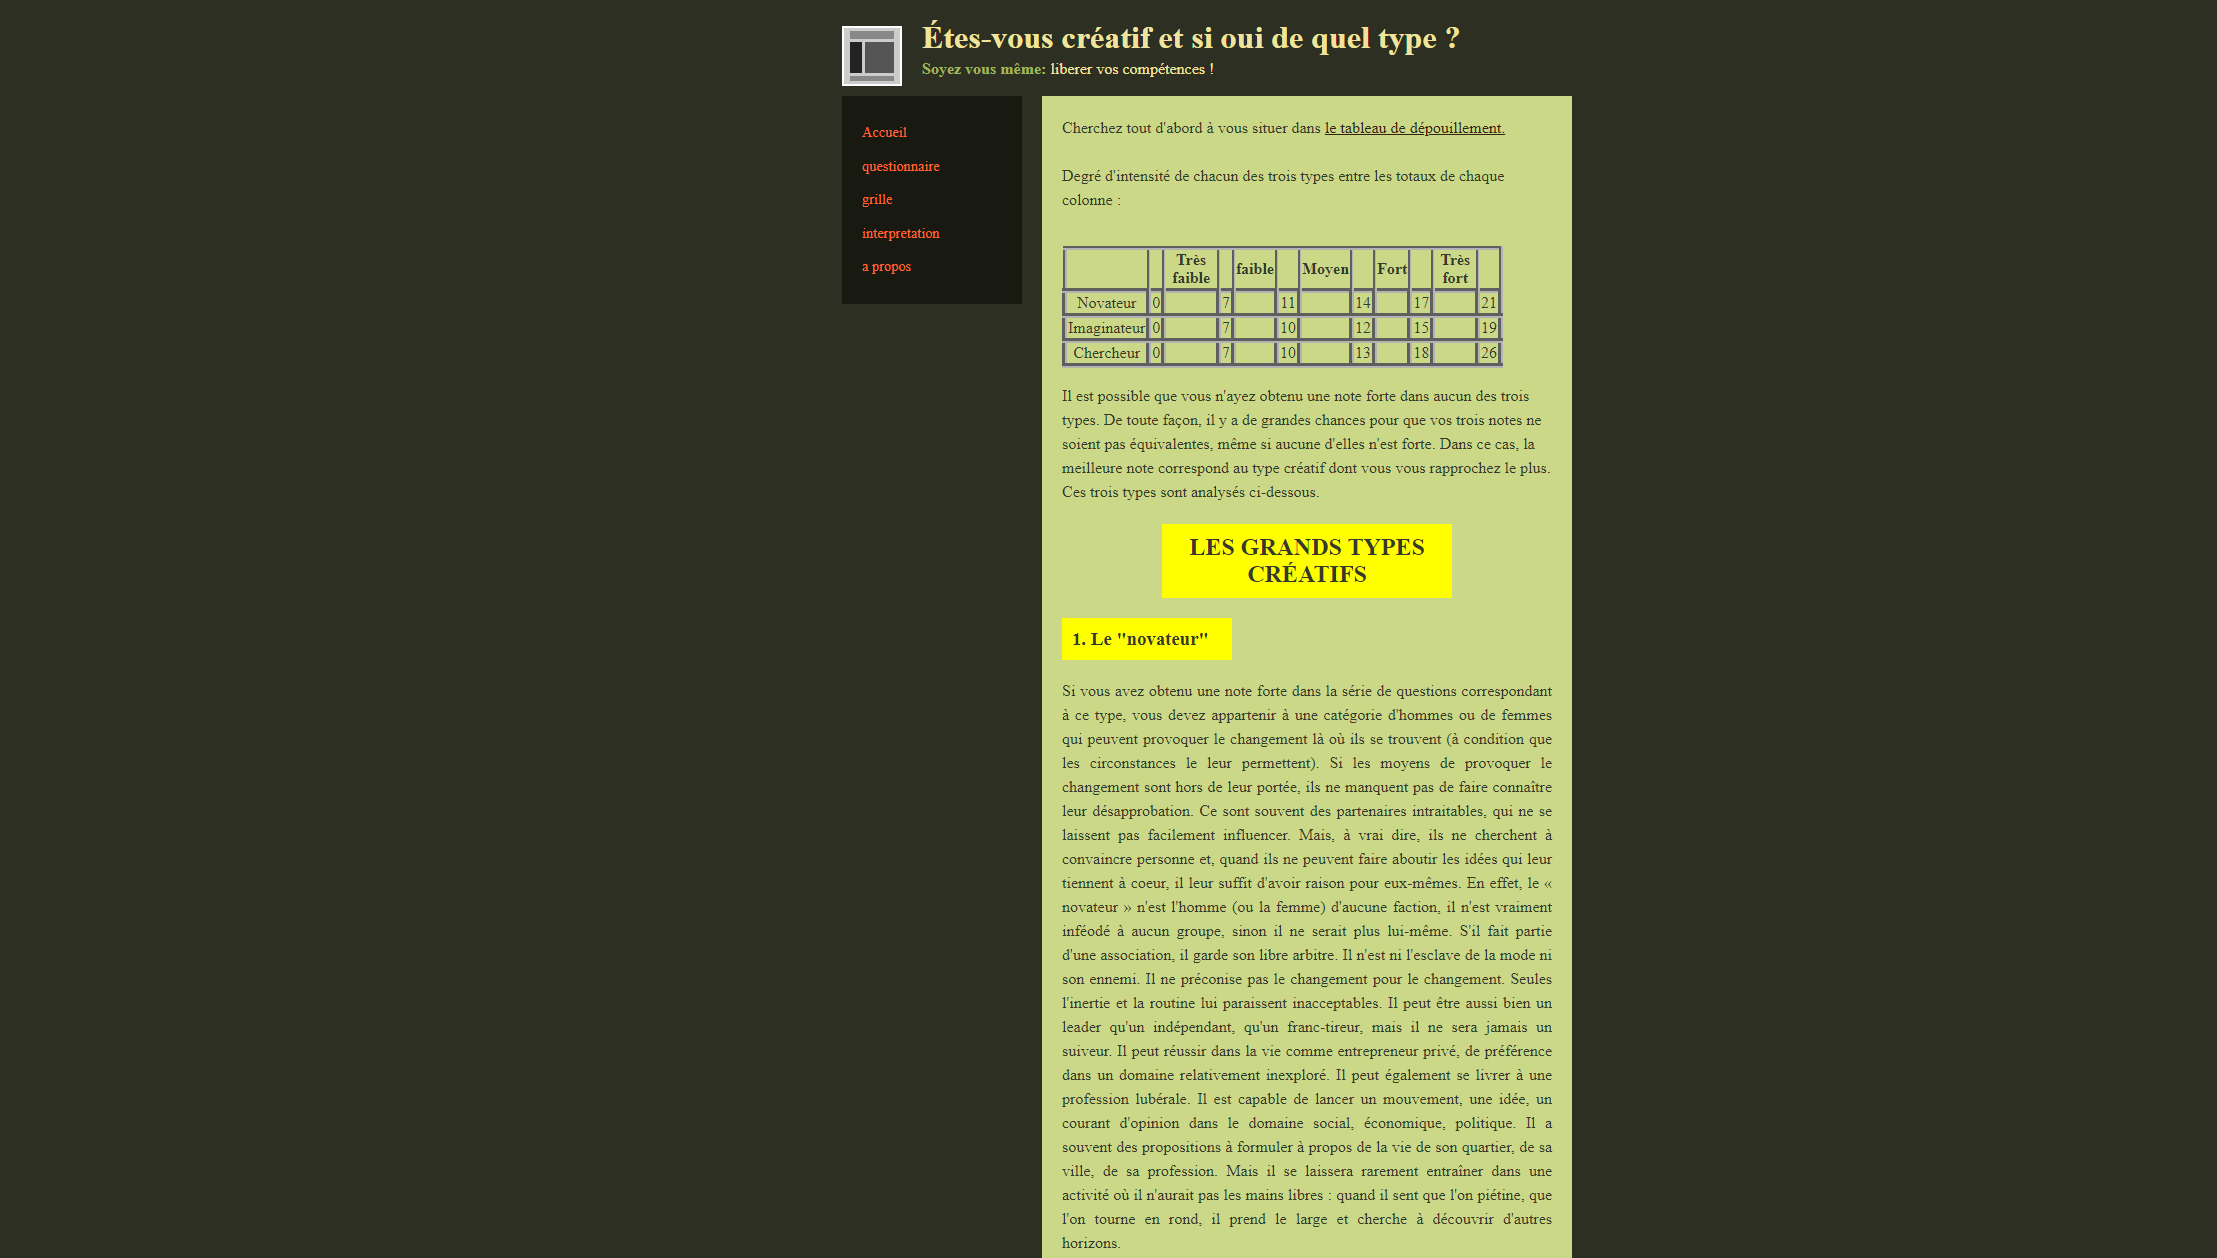 Étes-vous créatif et si oui de quel type ?
Soyez vous même: liberer vos compétences !
Accueil
questionnaire
grille
interpretation
a propos
Cherchez tout d'abord à vous situer dans le tableau de dépouillement.
Degré d'intensité de chacun des trois types entre les totaux de chaque
colonne :
Très faible faible Moyen Fort Très fort
Novateur 0 7 11 14 17 21
Imaginateur 0 7 10 12 15 19
Chercheur 0 7 10 13 18 26
Il est possible que vous n'ayez obtenu une note forte dans aucun des trois
types. De toute façon, il y a de grandes chances pour que vos trois notes ne
soient pas équivalentes, même si aucune d'elles n'est forte. Dans ce cas, la
meilleure note correspond au type créatif dont vous vous rapprochez le plus.
Ces trois types sont analysés ci-dessous.
LES GRANDS TYPES
CRÉATIFS
1. Le "novateur"
Si vous avez obtenu une note forte dans la série de questions correspondant
à ce type, vous devez appartenir à une catégorie d'hommes ou de femmes
qui peuvent provoquer le changement là où ils se trouvent (à condition que
les circonstances le leur permettent). Si les moyens de provoquer le
changement sont hors de leur portée, ils ne manquent pas de faire connaître
leur désapprobation. Ce sont souvent des partenaires intraitables, qui ne se
laissent pas facilement influencer. Mais, à vrai dire, ils ne cherchent à
convaincre personne et, quand ils ne peuvent faire aboutir les idées qui leur
tiennent à coeur, il leur suffit d'avoir raison pour eux-mêmes. En effet, le «
novateur » n'est l'homme (ou la femme) d'aucune faction, il n'est vraiment
inféodé à aucun groupe, sinon il ne serait plus lui-même. S'il fait partie
d'une association, il garde son libre arbitre. Il n'est ni l'esclave de la mode ni
son ennemi. Il ne préconise pas le changement pour le changement. Seules
l'inertie et la routine lui paraissent inacceptables. Il peut être aussi bien un
leader qu'un indépendant, qu'un franc-tireur, mais il ne sera jamais un
suiveur. Il peut réussir dans la vie comme entrepreneur privé, de préférence
dans un domaine relativement inexploré. Il peut également se livrer à une
profession lubérale. Il est capable de lancer un mouvement, une idée, un
courant d'opinion dans le domaine social, économique, politique. Il a
souvent des propositions à formuler à propos de la vie de son quartier, de sa
ville, de sa profession. Mais il se laissera rarement entraîner dans une
activité où il n'aurait pas les mains libres : quand il sent que l'on piétine, que
l'on tourne en rond, il prend le large et cherche à découvrir d'autres
horizons.